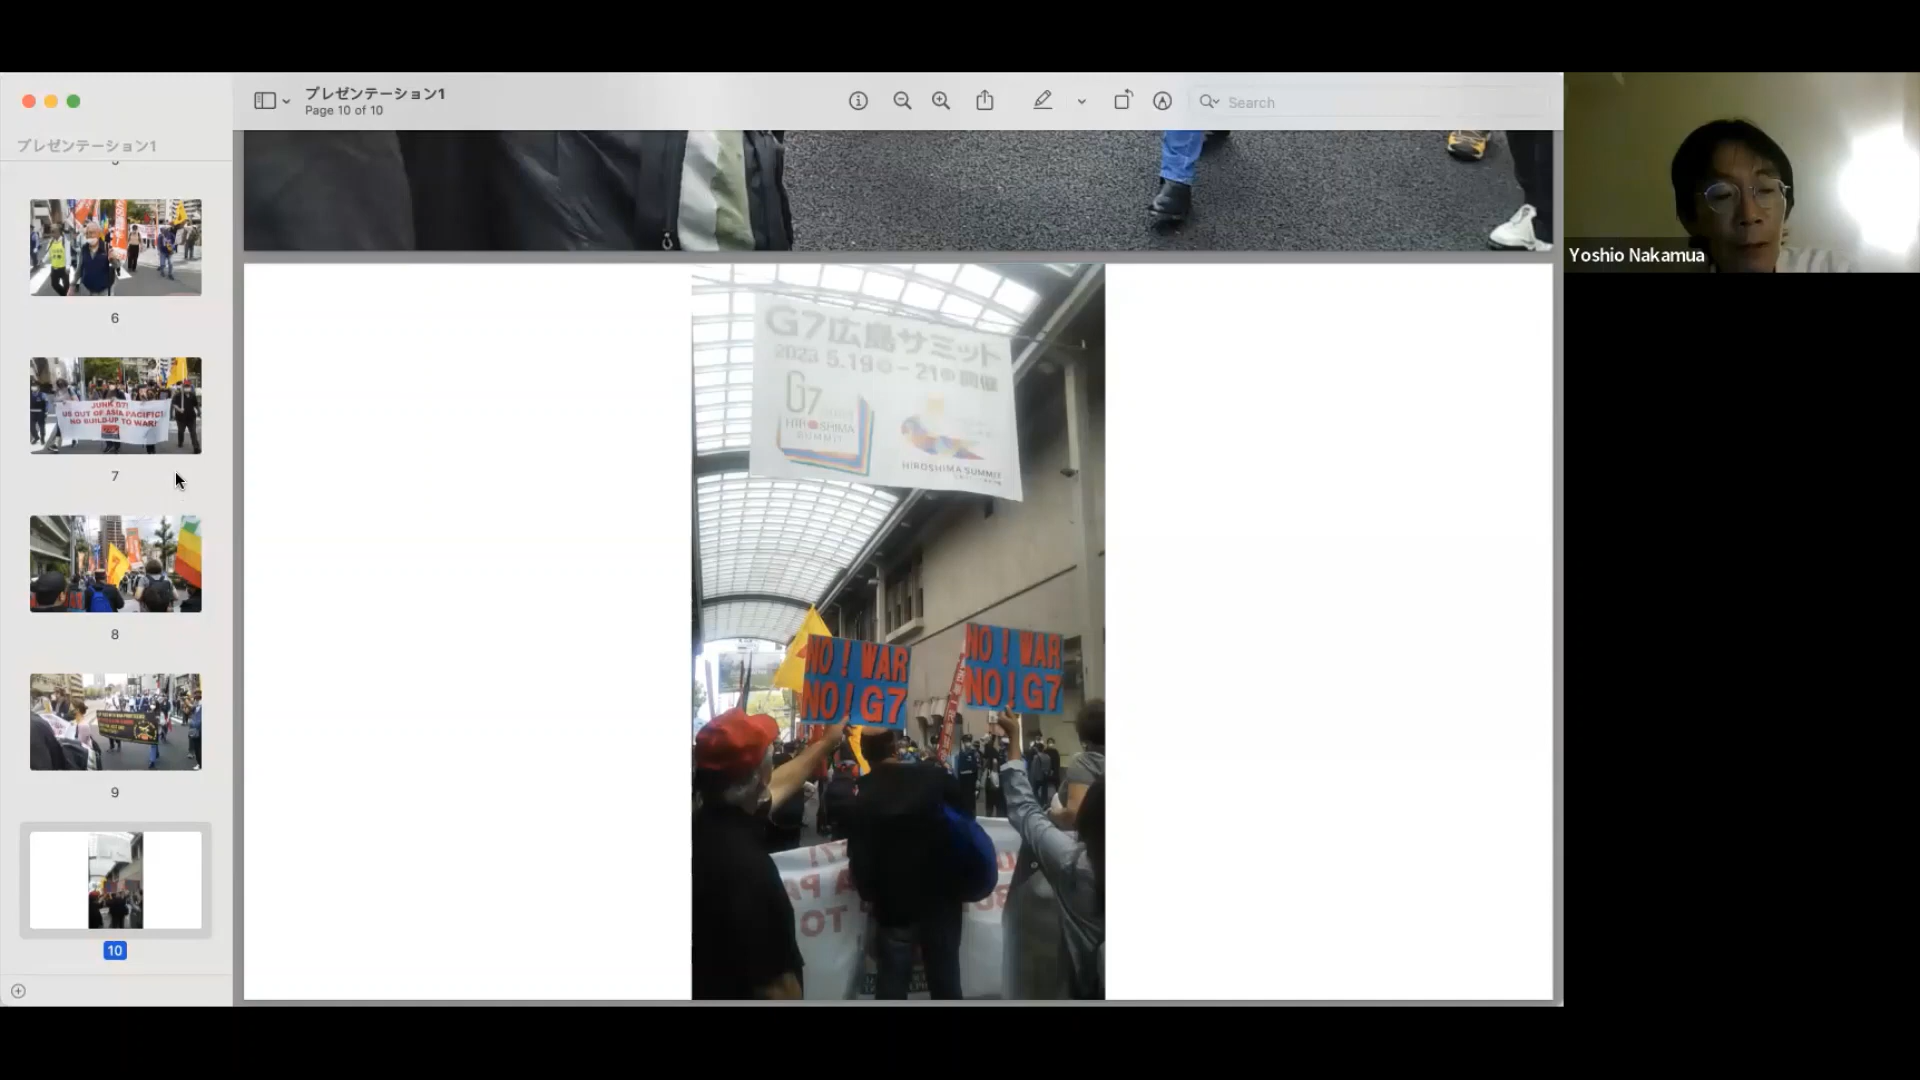 プレゼンテーション1
Page 10 of 10
Search
プレゼンテーション1
6
JUNK G7!
US OUT OF ASIA PACIFIC!
NO BUILD-UP TO WAR!
7
8
9
10
G7広島サミット
2023 5.19㊎-21㊐開催
G7 2023
HIROSHIMA
SUMMIT
HIROSHIMA SUMMIT
NO! WAR
NO! G7
NO! WAR
NO! G7
Yoshio Nakamua